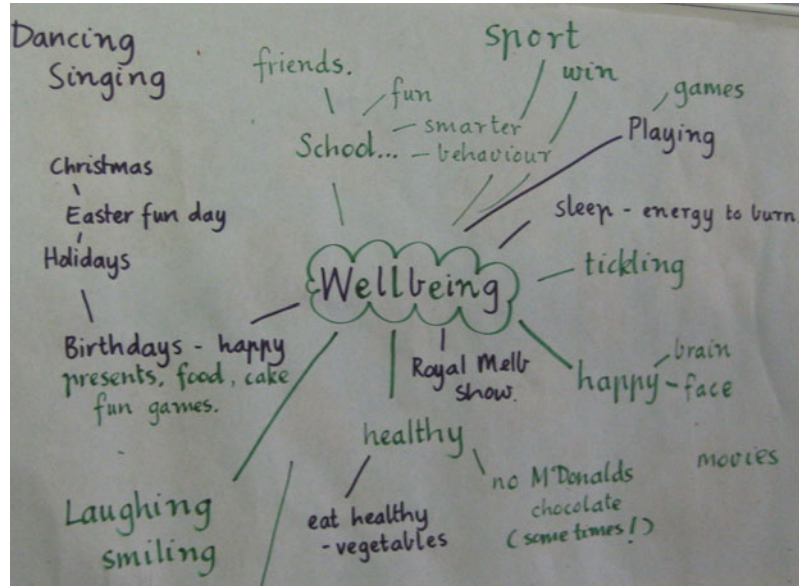 Dancing
Singing
friends.
fun
School... smarter
behaviour
sport
win
games
Playing
Christmas
Easter fun day
Holidays
Birthdays - happy
presents, food, cake
fun games.
sleep - energy to burn
tickling
Wellbeing
Royal Melb
show.
happy - brain
face
healthy
eat healthy
- vegetables
no McDonalds
chocolate
(some times!)
movies
Laughing
smiling